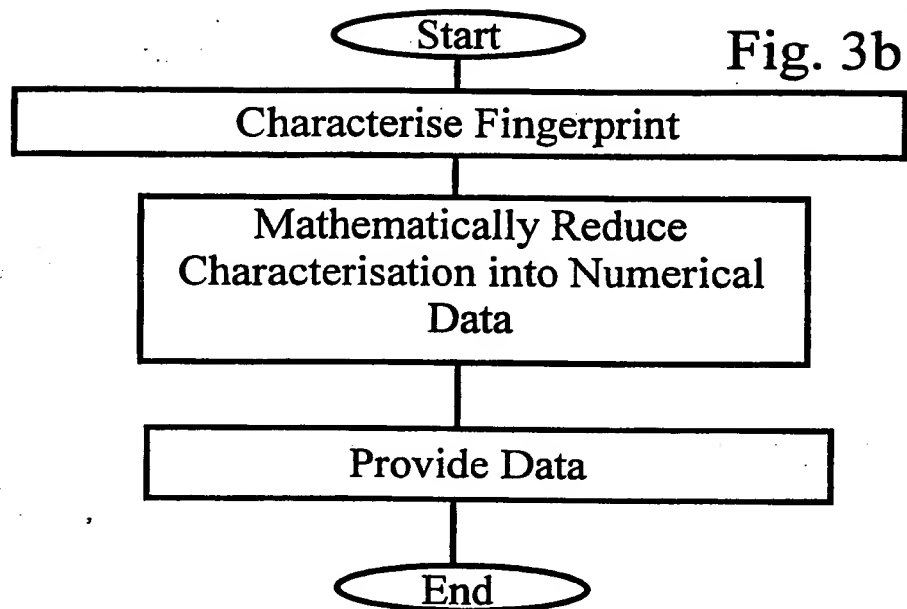 Start
Fig. 3b
Characterise Fingerprint
Mathematically Reduce
Characterisation into Numerical
Data
Provide Data
End